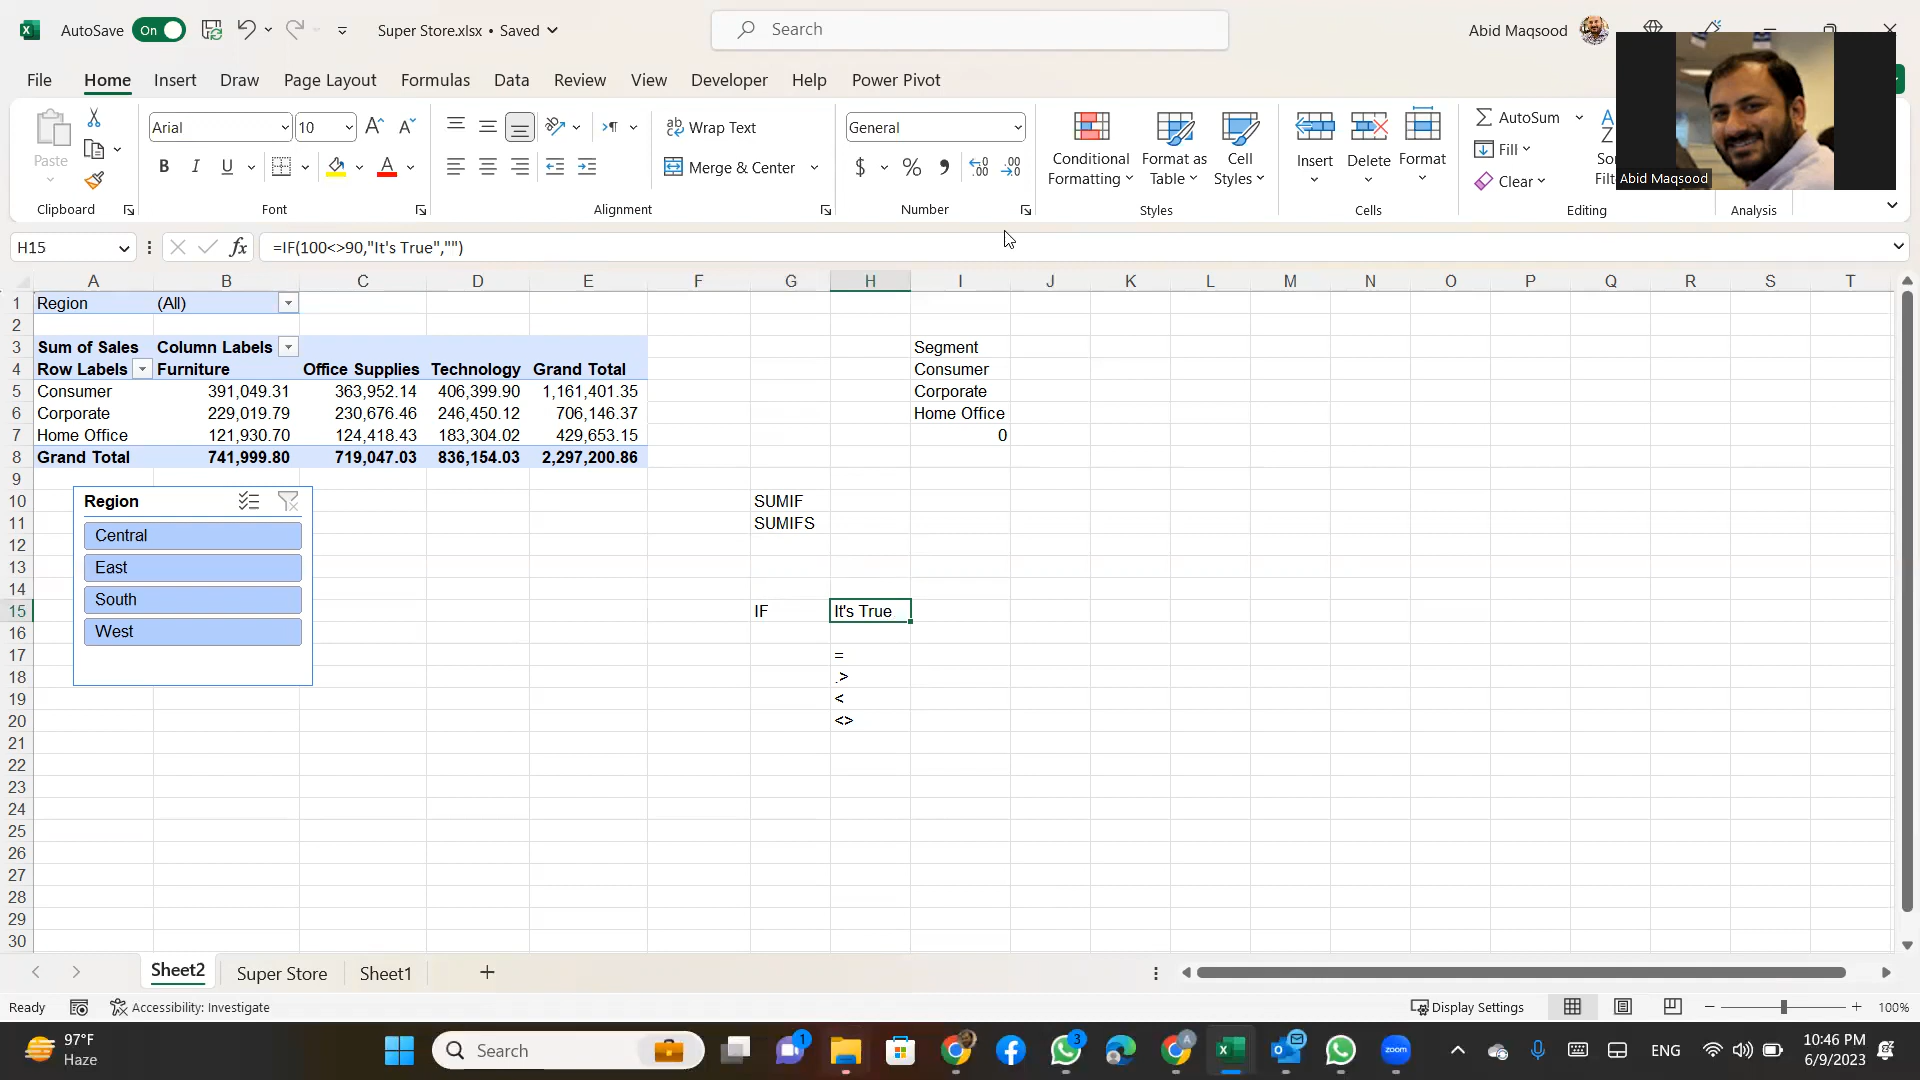 AutoSave On Super Store.xlsx • Saved Search Abid Maqsood
File Home Insert Draw Page Layout Formulas Data Review View Developer Help Power Pivot
Paste
Arial 10
Wrap Text
Merge & Center
General
Conditional Formatting
Format as Table
Cell Styles
Insert
Delete
Format
AutoSum
Fill
Clear
Abid Maqsood
Clipboard Font Alignment Number Styles Cells Editing Analysis
H15 fx =IF(100<>90,"It's True","")
A B C D E F G H I J K L M N O P Q R S T
1 Region (All)
2
3 Sum of Sales Column Labels Segment
4 Row Labels Furniture Office Supplies Technology Grand Total Consumer
5 Consumer 391,049.31 363,952.14 406,399.90 1,161,401.35 Corporate
6 Corporate 229,019.79 230,676.46 246,450.12 706,146.37 Home Office
7 Home Office 121,930.70 124,418.43 183,304.02 429,653.15 0
8 Grand Total 741,999.80 719,047.03 836,154.03 2,297,200.86
9
10 Region SUMIF
11 SUMIFS
Central
12
13 East
14
15 South IF It's True
16 West
17 =
18 .>
19 <
20 <>
21
22
23
24
25
26
27
28
29
30
Sheet2 Super Store Sheet1
Ready Accessibility: Investigate Display Settings 100%
97°F
Haze
Search
1
3
zoom
ENG
10:46 PM
6/9/2023